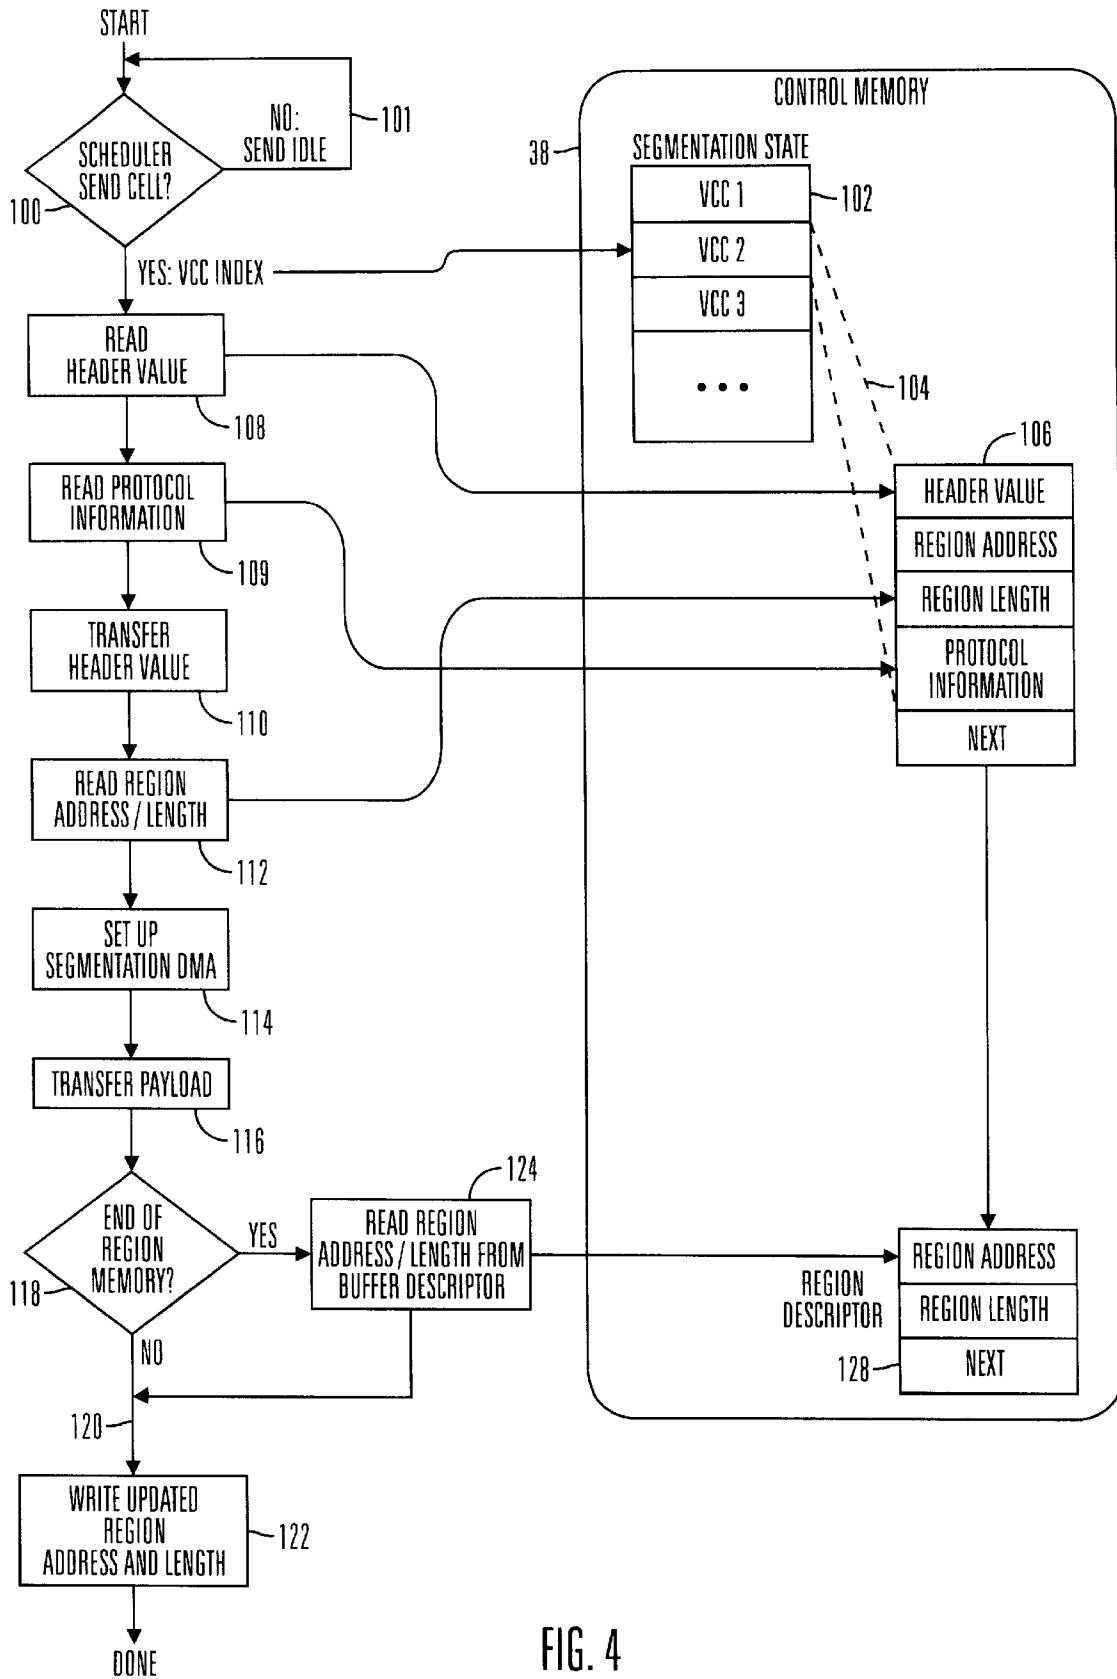 START
NO:
SEND IDLE
101
SCHEDULER
SEND CELL?
100
YES: VCC INDEX
READ
HEADER VALUE
108
READ PROTOCOL
INFORMATION
109
TRANSFER
HEADER VALUE
110
READ REGION
ADDRESS / LENGTH
112
SET UP
SEGMENTATION DMA
114
TRANSFER PAYLOAD
116
END OF
REGION
MEMORY?
118
YES
NO
124
READ REGION
ADDRESS / LENGTH FROM
BUFFER DESCRIPTOR
120
WRITE UPDATED
REGION
ADDRESS AND LENGTH
122
DONE
CONTROL MEMORY
38
SEGMENTATION STATE
VCC 1
102
VCC 2
VCC 3
• • •
104
106
HEADER VALUE
REGION ADDRESS
REGION LENGTH
PROTOCOL
INFORMATION
NEXT
REGION
DESCRIPTOR
REGION ADDRESS
REGION LENGTH
NEXT
128
FIG. 4